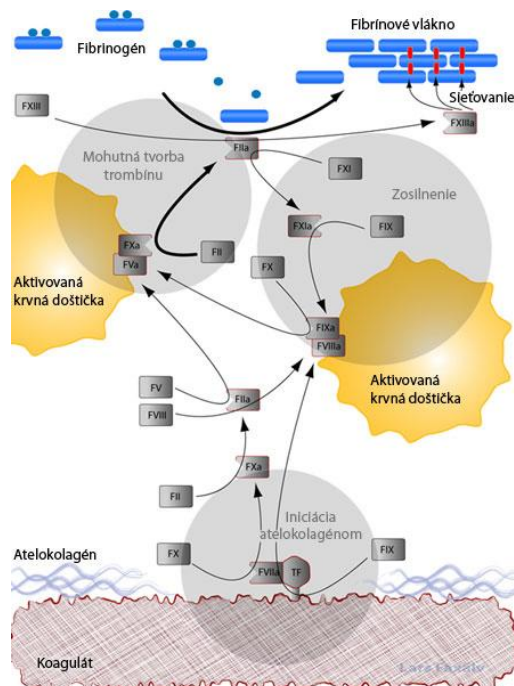 Fibrinogén
Fibrínové vlákno
Sieťovanie
FXIII
FXIIIa
Mohutná tvorba
trombínu
FIIa
FXI
Zosilnenie
FXIa
FIX
FXa
FVa
FII
FX
Aktivovaná
krvná doštička
FIXa
FVIIIa
Aktivovaná
krvná doštička
FV
FVIII
FIIa
FXa
FII
Iniciácia
atelokolagénom
FX
FVIIa
TF
FIX
Atelokolagén
Koagulát